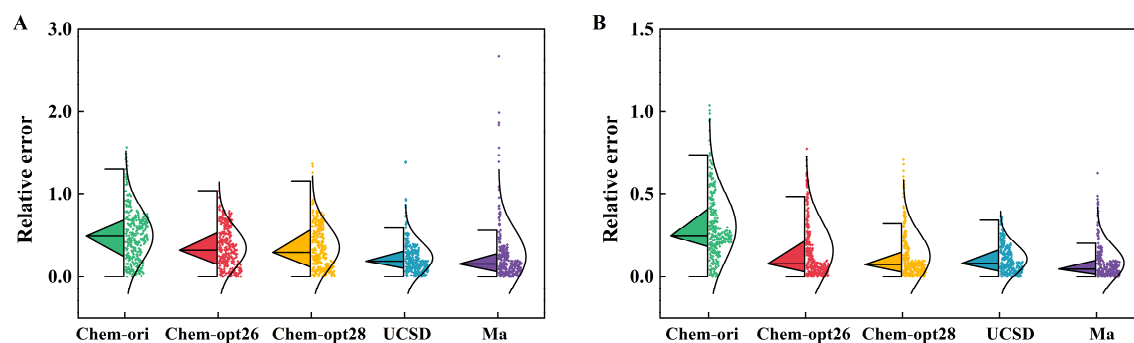 A
B
Relative error
3.0
2.0
1.0
0.0
Chem-ori Chem-opt26 Chem-opt28 UCSD Ma
Relative error
1.5
1.0
0.5
0.0
Chem-ori Chem-opt26 Chem-opt28 UCSD Ma